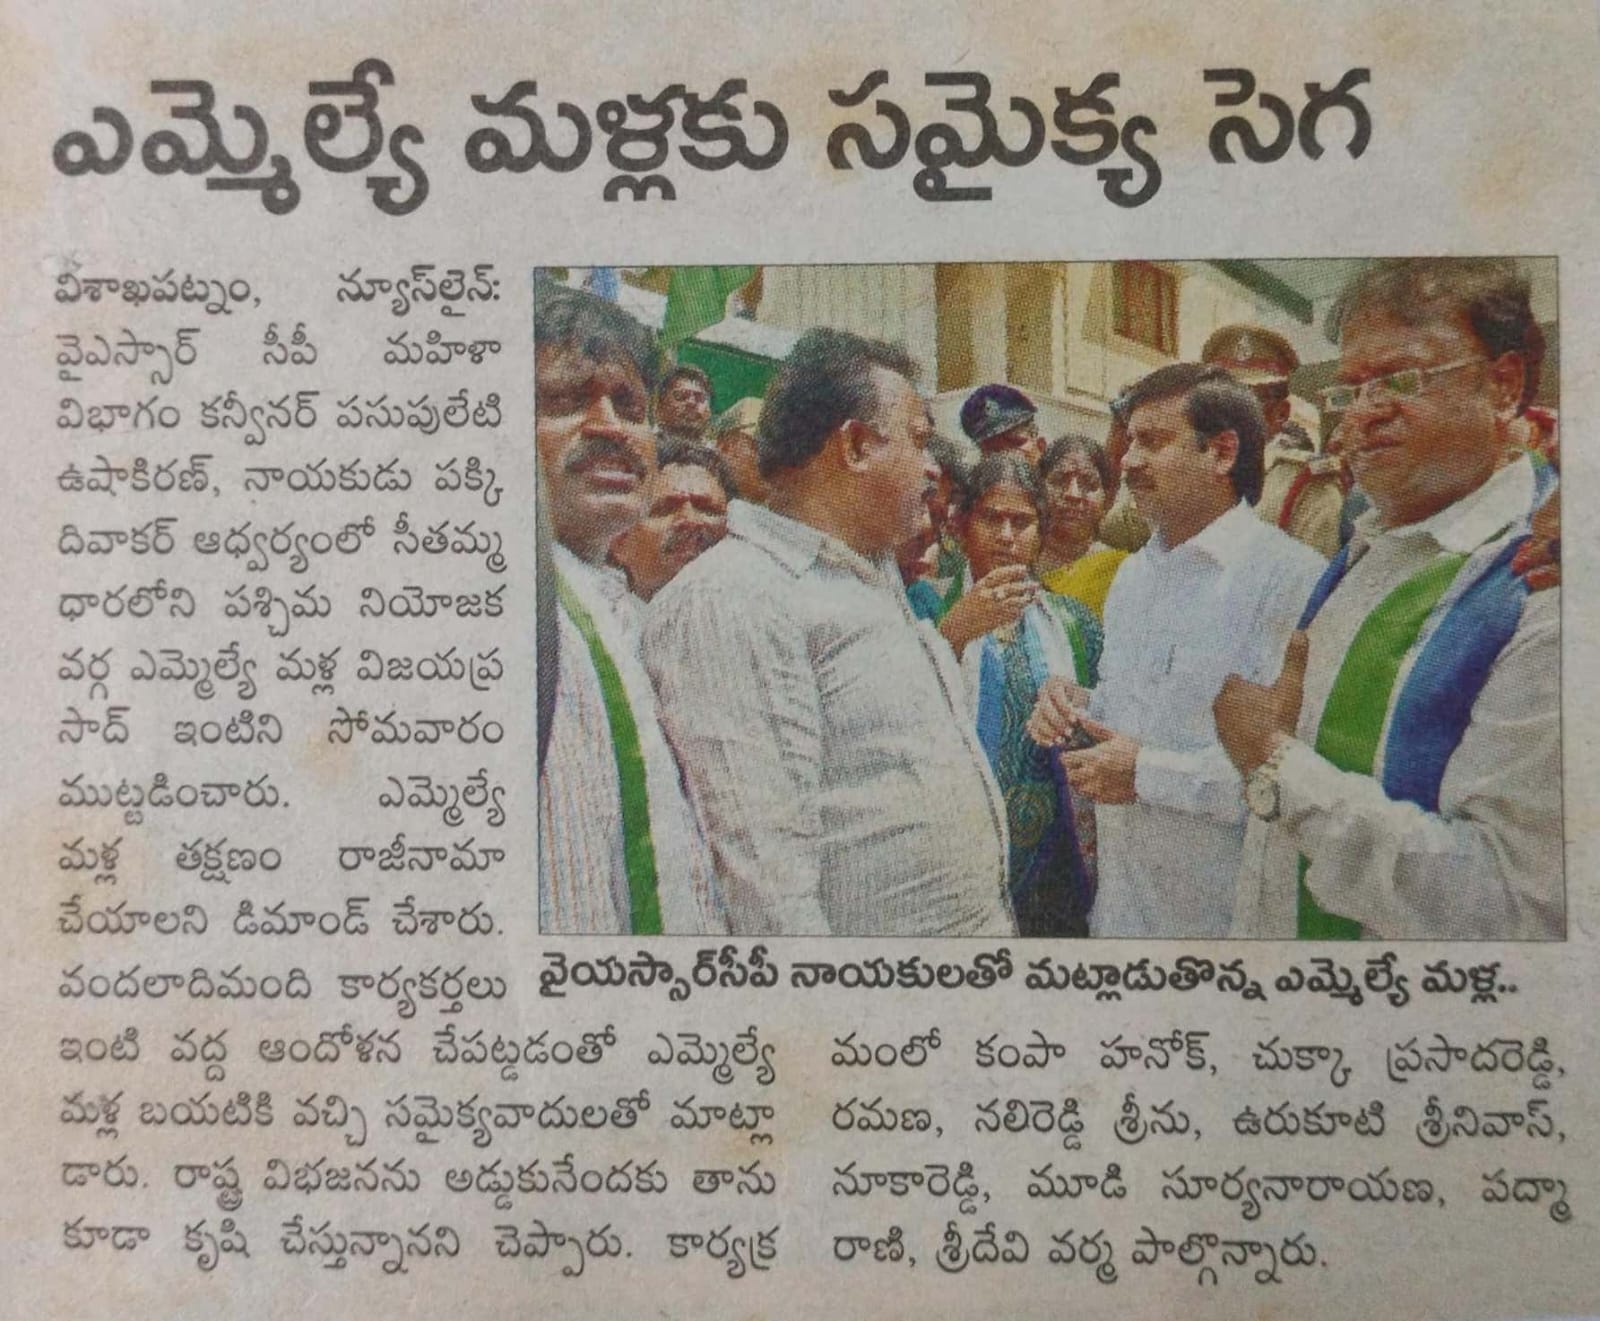 ఎమ్మెల్యే మళ్లకు సమైక్య సెగ
విశాఖపట్నం, న్యూస్‌లైన్:
వైఎస్సార్ సీపీ మహిళా
విభాగం కన్వీనర్ పసుపులేటి
ఉషాకిరణ్, నాయకుడు పక్కి
దివాకర్ ఆధ్వర్యంలో సీతమ్మ
ధారలోని పశ్చిమ నియోజక
వర్గ ఎమ్మెల్యే మళ్ల విజయప్ర
సాద్ ఇంటిని సోమవారం
ముట్టడించారు. ఎమ్మెల్యే
మళ్ల తక్షణం రాజీనామా
చేయాలని డిమాండ్ చేశారు.
వందలాదిమంది కార్యకర్తలు
ఇంటి వద్ద ఆందోళన చేపట్టడంతో ఎమ్మెల్యే
మళ్ల బయటికి వచ్చి సమైక్యవాదులతో మాట్లా
డారు. రాష్ట్ర విభజనను అడ్డుకునేందకు తాను
కూడా కృషి చేస్తున్నానని చెప్పారు. కార్యక్ర
వైయస్సార్‌సీపీ నాయకులతో మట్లాడుతొన్న ఎమ్మెల్యే మళ్ల..
మంలో కంపా హనోక్, చుక్కా ప్రసాదరెడ్డి,
రమణ, నలిరెడ్డి శ్రీను, ఉరుకూటి శ్రీనివాస్,
నూకారెడ్డి, మూడి సూర్యనారాయణ, పద్మా
రాణి, శ్రీదేవి వర్మ పాల్గొన్నారు.